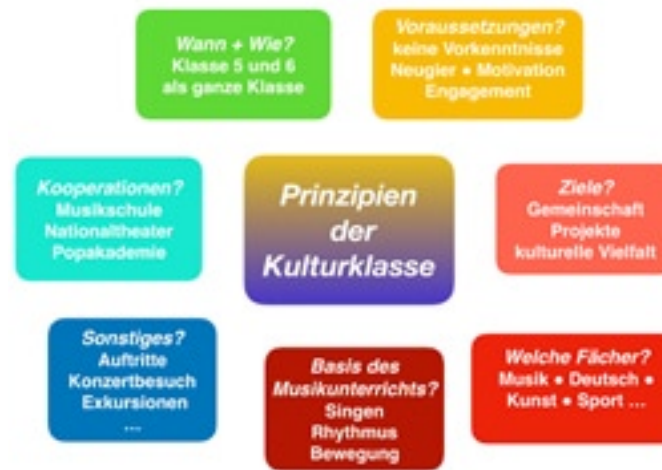 Wann + Wie?
Klasse 5 und 6
als ganze Klasse
Voraussetzungen?
keine Vorkenntnisse
Neugier ● Motivation
Engagement
Kooperationen?
Musikschule
Nationaltheater
Popakademie
Prinzipien
der
Kulturklasse
Ziele?
Gemeinschaft
Projekte
kulturelle Vielfalt
Sonstiges?
Auftritte
Konzertbesuch
Exkursionen
...
Basis des
Musikunterrichts?
Singen
Rhythmus
Bewegung
Welche Fächer?
Musik ● Deutsch ●
Kunst ● Sport ...